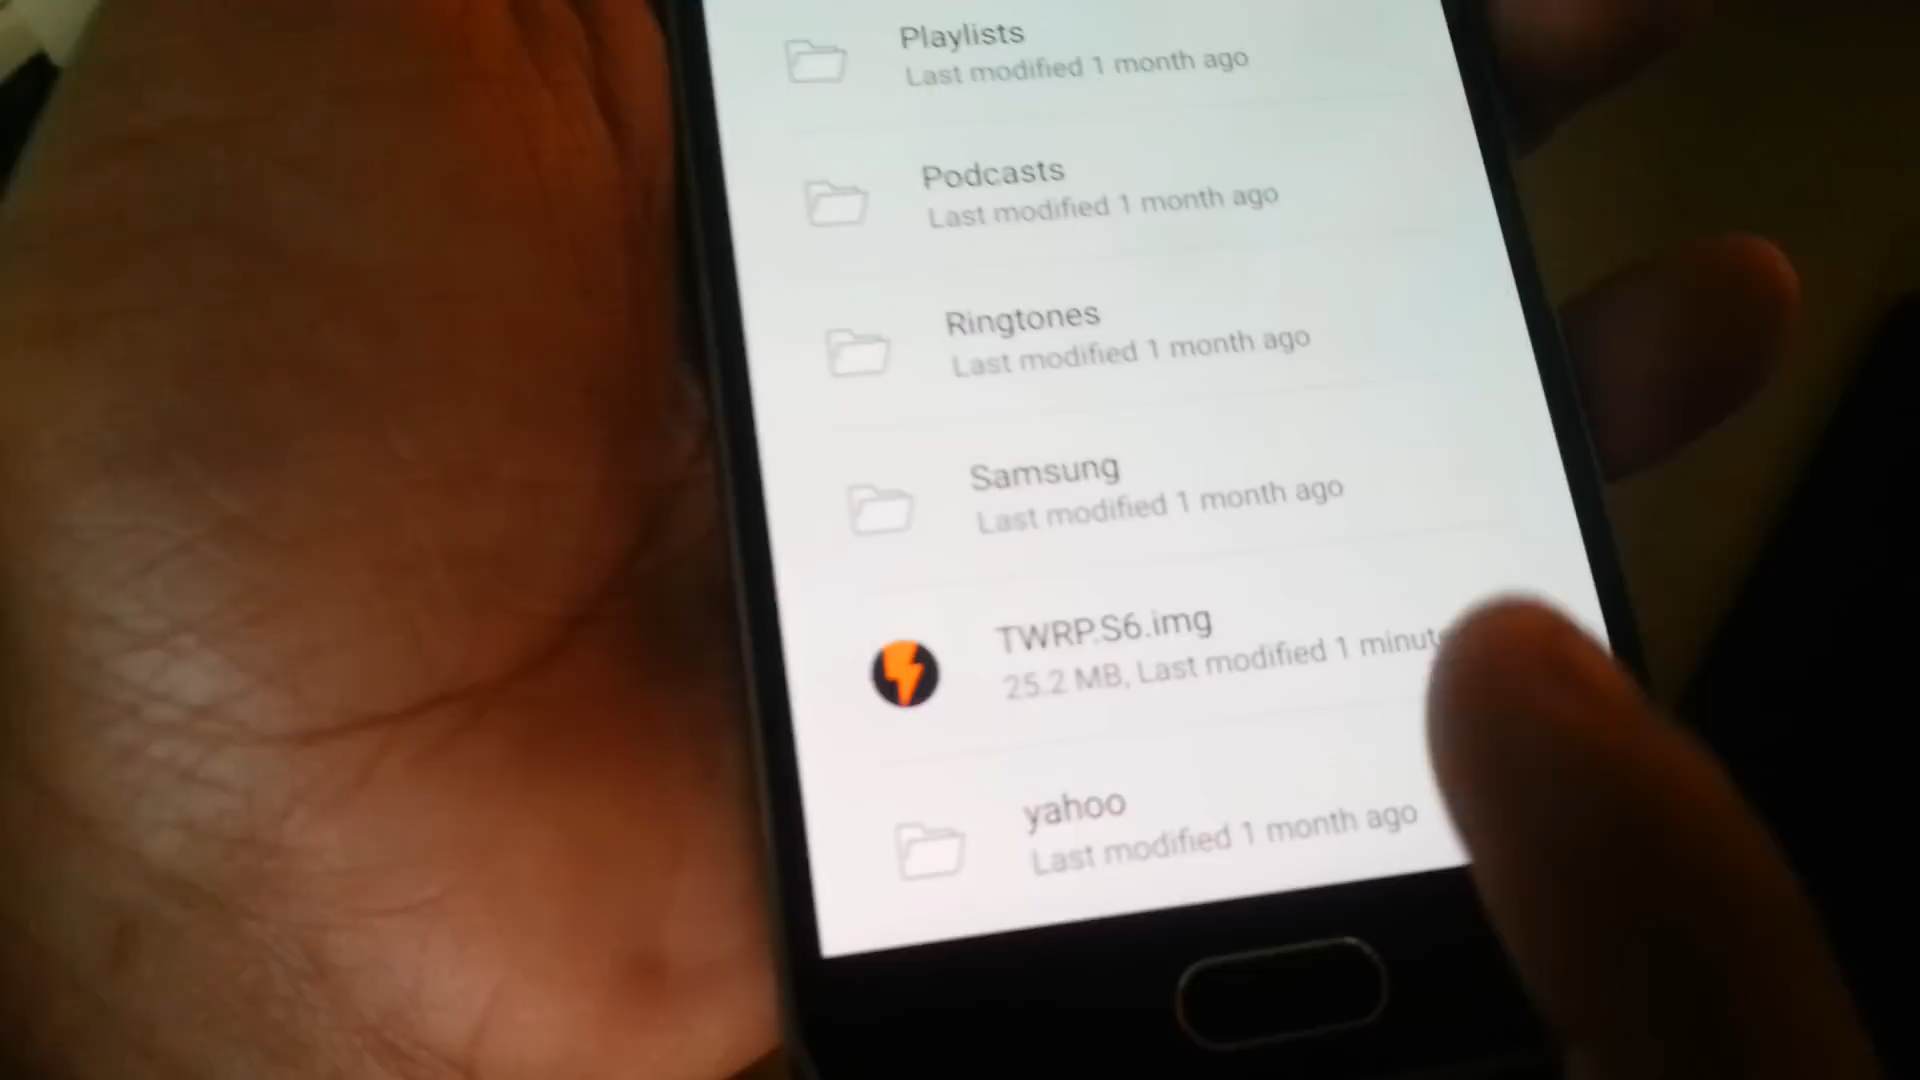 Playlists
Last modified 1 month ago
Podcasts
Last modified 1 month ago
Ringtones
Last modified 1 month ago
Samsung
Last modified 1 month ago
TWRP.S6.img
25.2 MB, Last modified 1 minute
yahoo
Last modified 1 month ago